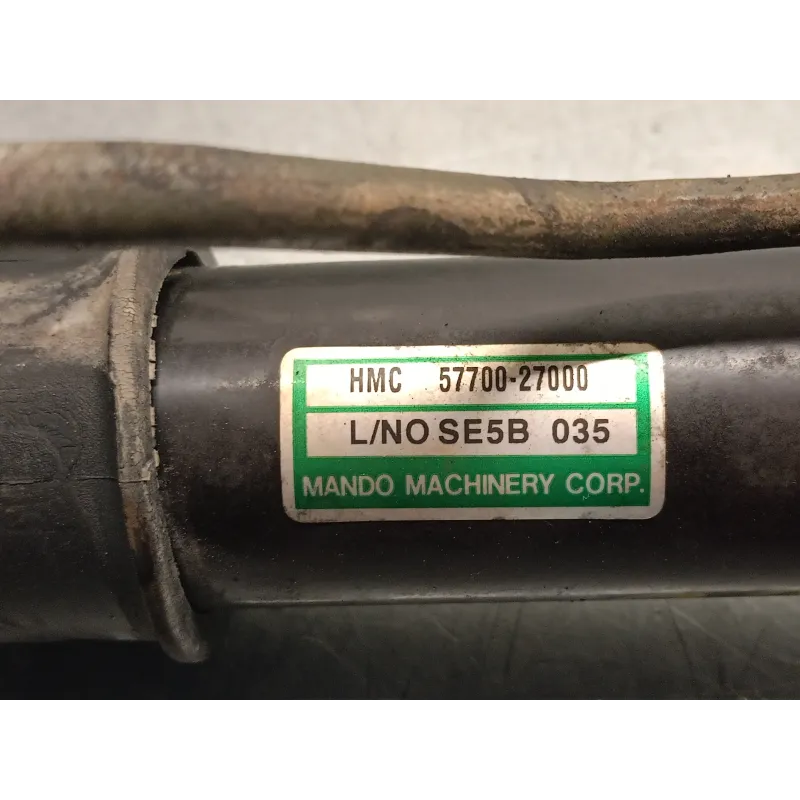 HMC 57700-27000
L/NO SE5B 035
MANDO MACHINERY CORP.